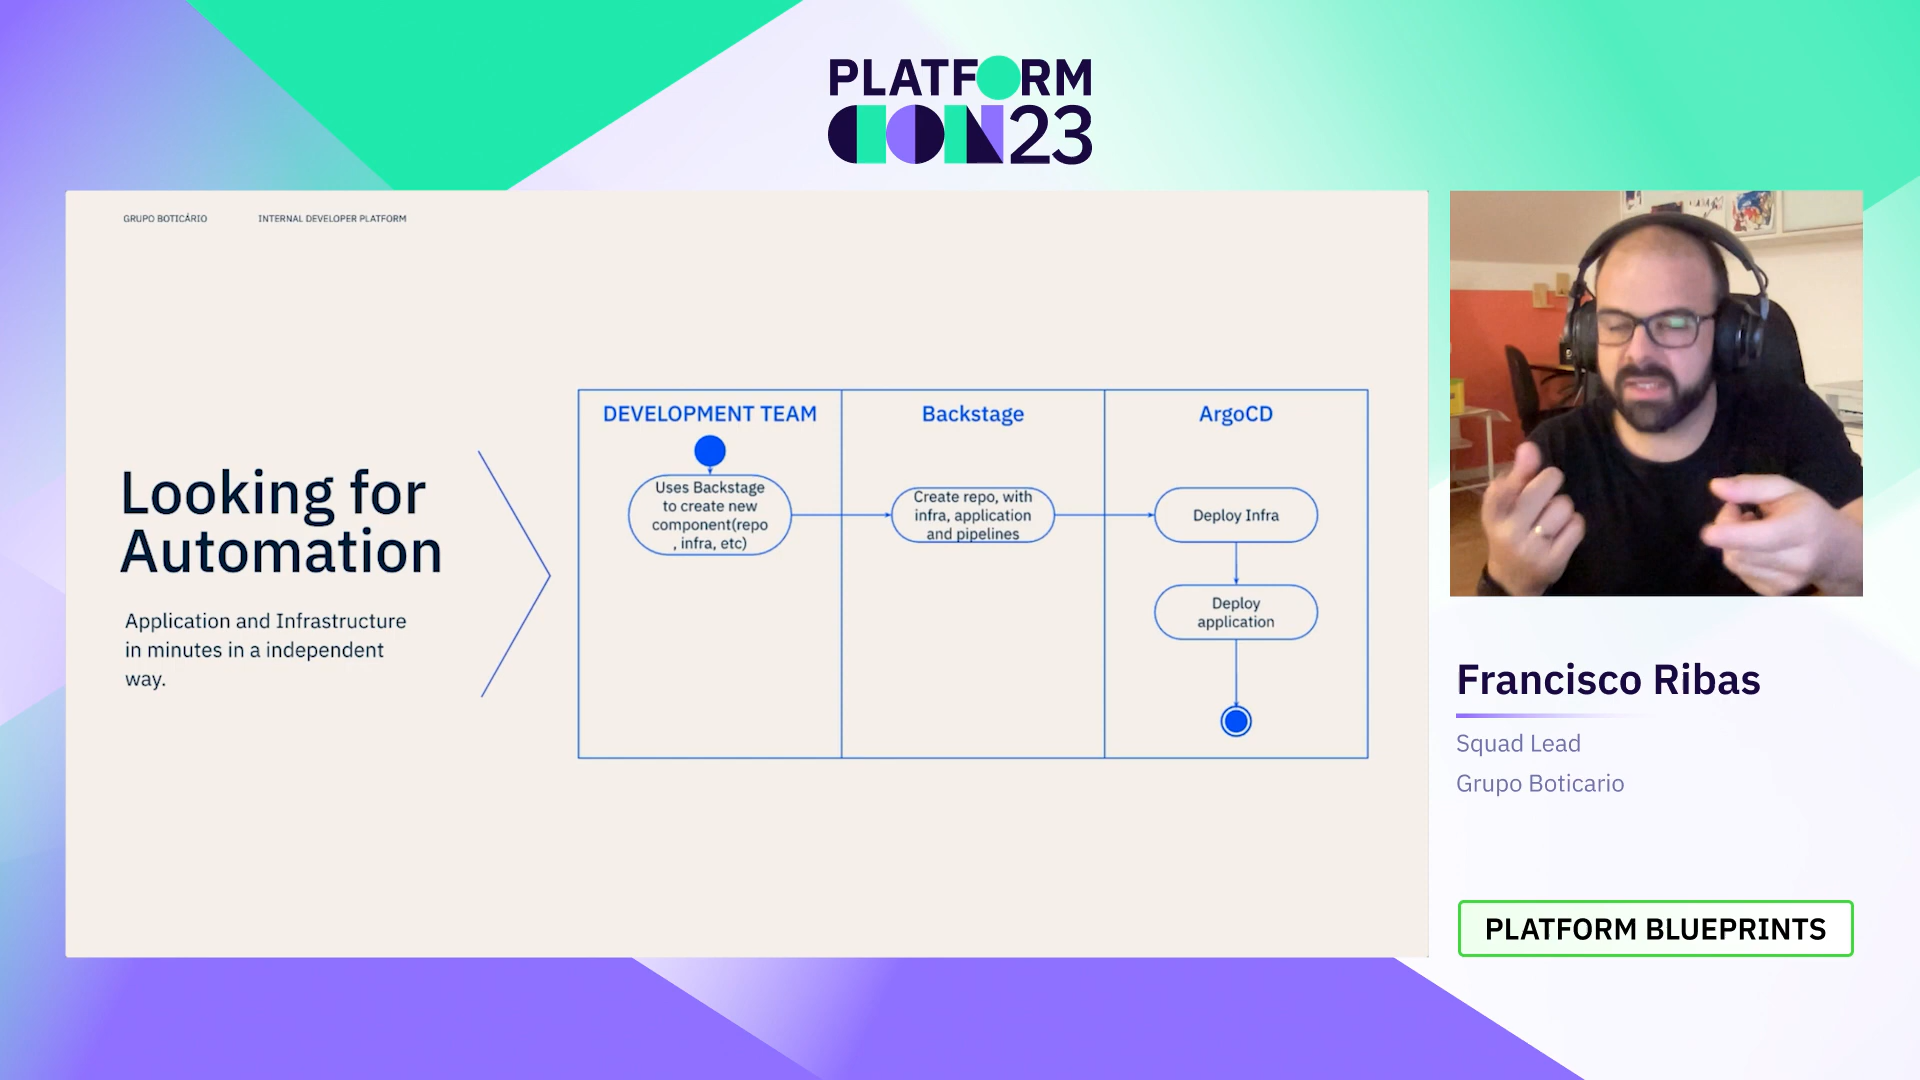 PLATFORM
CON23
GRUPO BOTICÁRIO
INTERNAL DEVELOPER PLATFORM
Looking for
Automation
Application and Infrastructure
in minutes in a independent
way.
DEVELOPMENT TEAM
Uses Backstage
to create new
component(repo
, infra, etc)
Backstage
Create repo, with
infra, application
and pipelines
ArgoCD
Deploy Infra
Deploy
application
Francisco Ribas
Squad Lead
Grupo Boticario
PLATFORM BLUEPRINTS